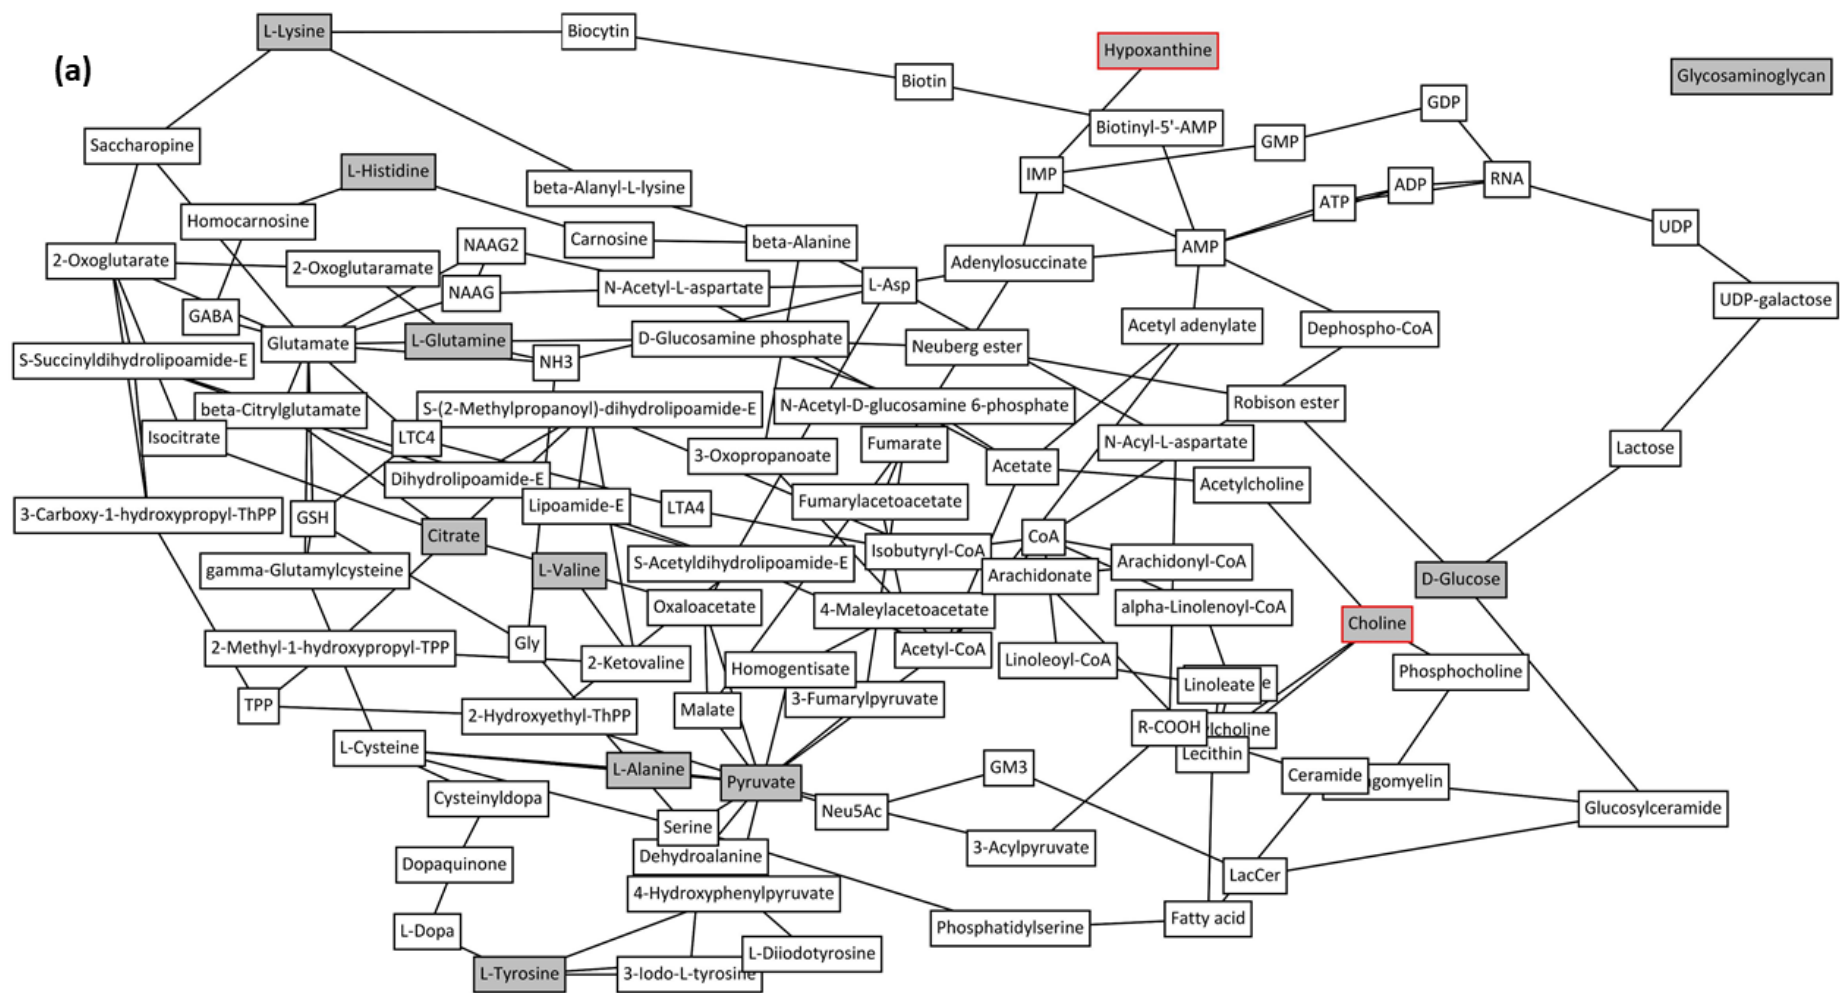 (a)
L-Lysine
Biocytin
Hypoxanthine
Biotin
Glycosaminoglycan
GDP
Biotinyl-5'-AMP
GMP
Saccharopine
L-Histidine
beta-Alanyl-L-lysine
IMP
ATP
ADP
RNA
Homocarnosine
NAAG2
Carnosine
beta-Alanine
AMP
UDP
2-Oxoglutarate
2-Oxoglutaramate
NAAG
N-Acetyl-L-aspartate
L-Asp
Adenylosuccinate
UDP-galactose
GABA
Glutamate
L-Glutamine
NH3
D-Glucosamine phosphate
Neuberg ester
Acetyl adenylate
Dephospho-CoA
S-Succinyldihydrolipoamide-E
beta-Citrylglutamate
S-(2-Methylpropanoyl)-dihydrolipoamide-E
N-Acetyl-D-glucosamine 6-phosphate
Robison ester
Isocitrate
LTC4
3-Oxopropanoate
Fumarate
Acetate
N-Acyl-L-aspartate
Lactose
Dihydrolipoamide-E
Acetylcholine
3-Carboxy-1-hydroxypropyl-ThPP
GSH
Lipoamide-E
LTA4
Fumarylacetoacetate
Citrate
Isobutyryl-CoA
CoA
gamma-Glutamylcysteine
L-Valine
S-Acetyldihydrolipoamide-E
Arachidonate
Arachidonyl-CoA
D-Glucose
Oxaloacetate
4-Maleylacetoacetate
alpha-Linolenoyl-CoA
Choline
2-Methyl-1-hydroxypropyl-TPP
Gly
2-Ketovaline
Acetyl-CoA
Linoleoyl-CoA
Homogentisate
Phosphocholine
TPP
2-Hydroxyethyl-ThPP
Malate
3-Fumarylpyruvate
Linoleate
e
R-COOH
ylcholine
L-Cysteine
L-Alanine
Pyruvate
GM3
Lecithin
Ceramide
gomyelin
Cysteinyldopa
Serine
Neu5Ac
Glucosylceramide
Dopaquinone
Dehydroalanine
3-Acylpyruvate
LacCer
4-Hydroxyphenylpyruvate
L-Dopa
Phosphatidylserine
Fatty acid
L-Tyrosine
3-Iodo-L-tyrosine
L-Diiodotyrosine